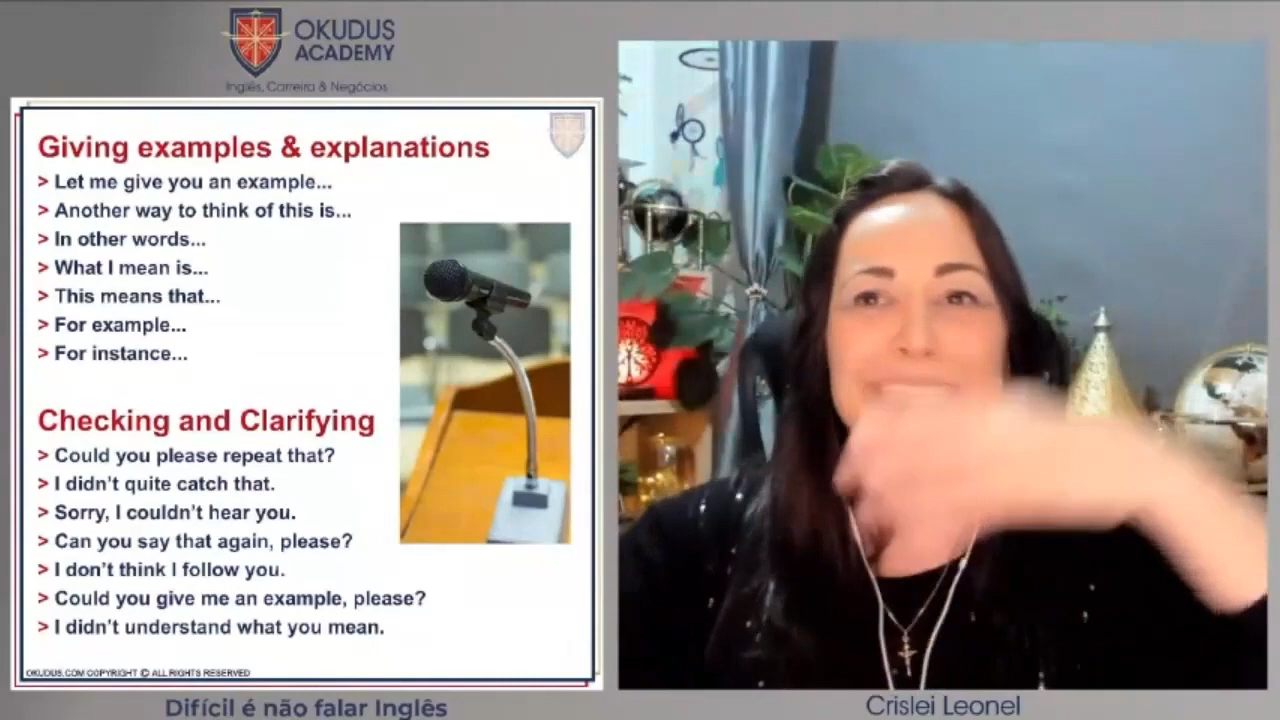 OKUDUS
ACADEMY
Inglês, Carreira & Negócios
Giving examples & explanations
> Let me give you an example...
> Another way to think of this is...
> In other words...
> What I mean is...
> This means that...
> For example...
> For instance...
Checking and Clarifying
> Could you please repeat that?
> I didn't quite catch that.
> Sorry, I couldn't hear you.
> Can you say that again, please?
> I don't think I follow you.
> Could you give me an example, please?
> I didn't understand what you mean.
OKUDUS.COM COPYRIGHT © ALL RIGHTS RESERVED
Difícil é não falar Inglês
Crislei Leonel